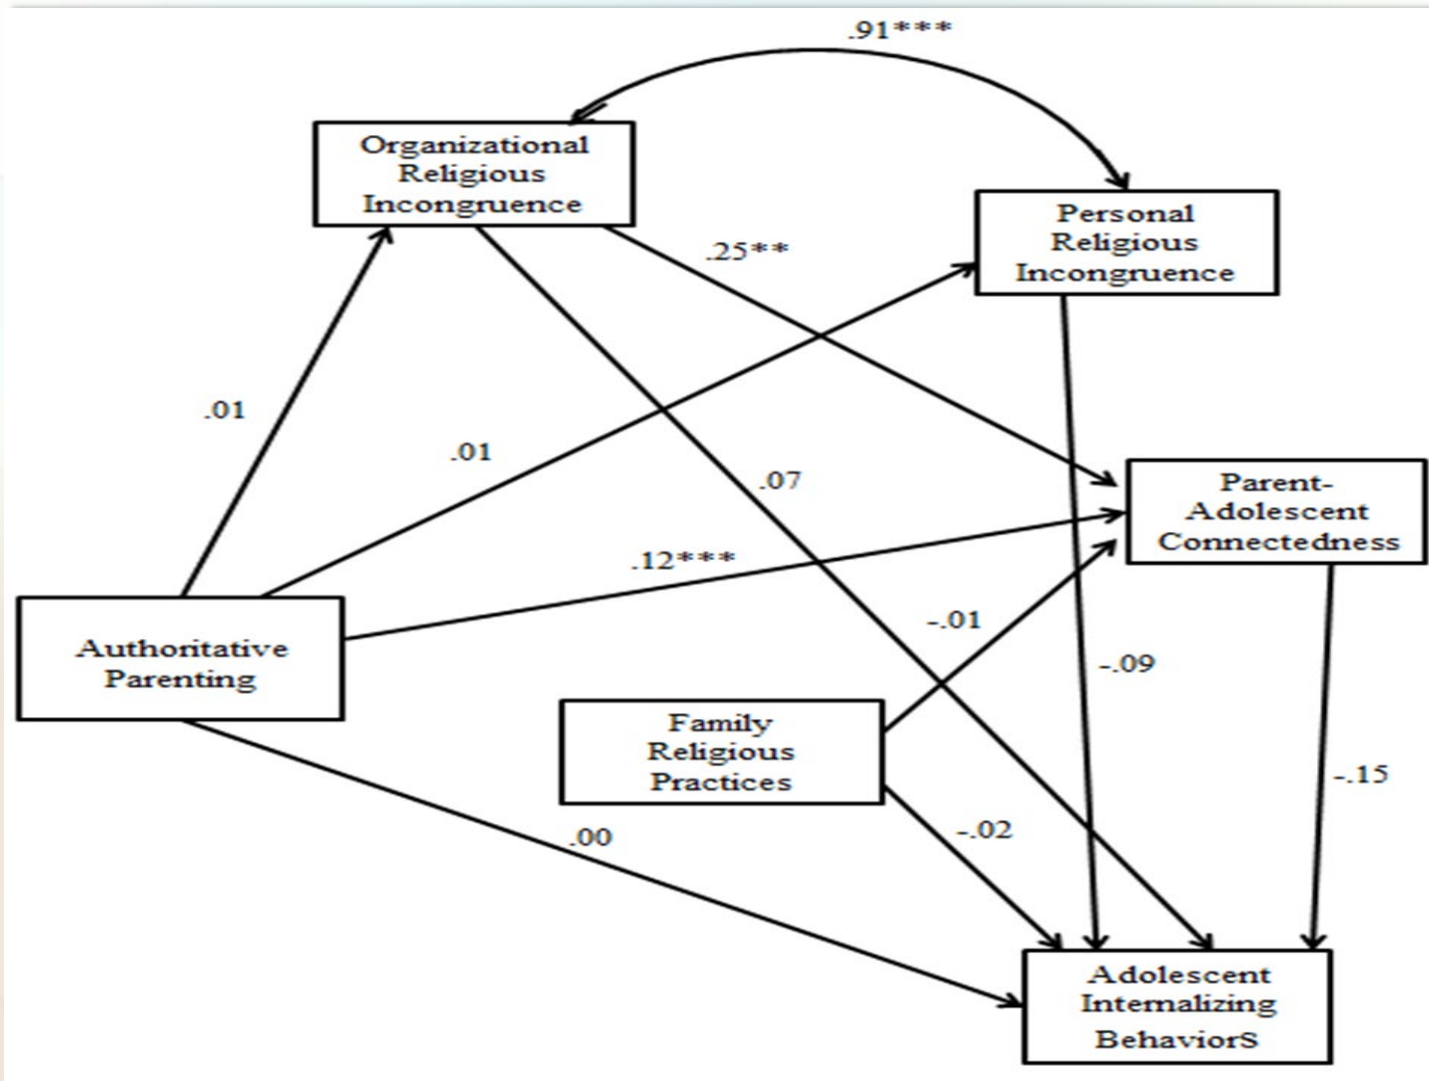 .91***
Organizational
Religious
Incongruence
Personal
Religious
Incongruence
.25**
.01
.01
.07
Parent-
Adolescent
Connectedness
.12***
-.01
Authoritative
Parenting
-.09
Family
Religious
Practices
-.15
-.02
.00
Adolescent
Internalizing
Behaviors